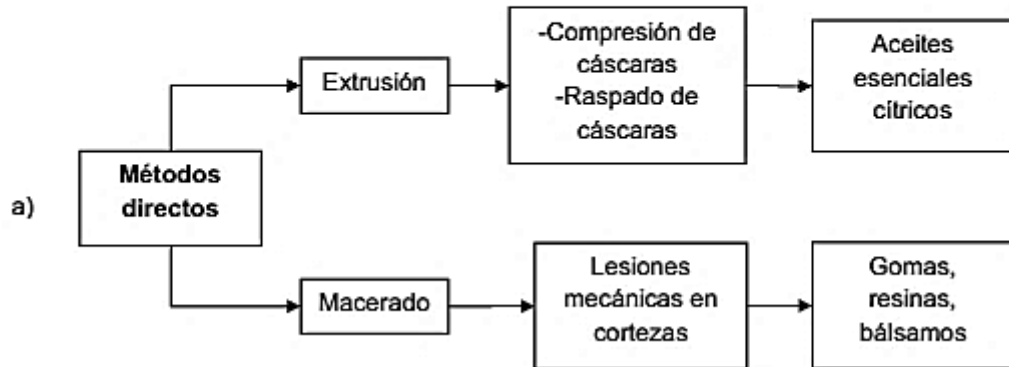 a)
Métodos
directos
Extrusión
-Compresión de
cáscaras
-Raspado de
cáscaras
Aceites
esenciales
cítricos
Macerado
Lesiones
mecánicas en
cortezas
Gomas,
resinas,
bálsamos